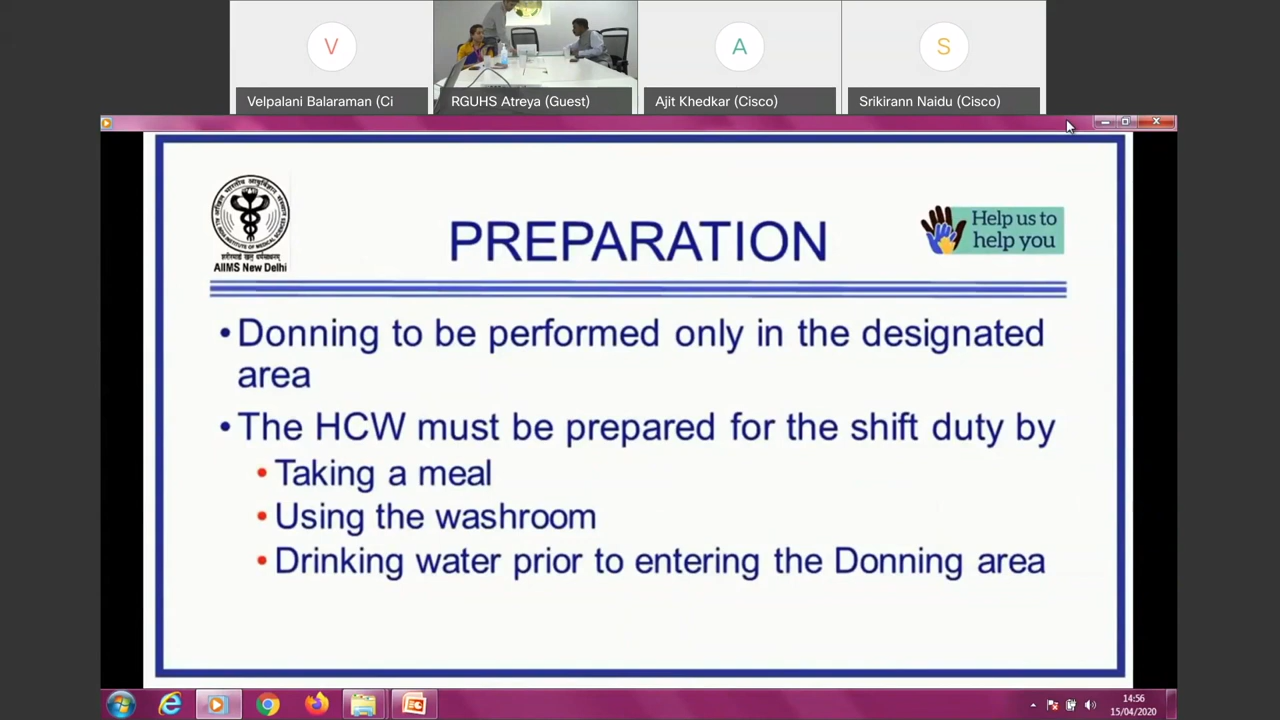 V
A
S
Velpalani Balaraman (Ci
RGUHS Atreya (Guest)
Ajit Khedkar (Cisco)
Srikirann Naidu (Cisco)
AIIMS New Delhi
PREPARATION
Help us to
help you
•Donning to be performed only in the designated
area
•The HCW must be prepared for the shift duty by
•Taking a meal
•Using the washroom
•Drinking water prior to entering the Donning area
14:56
15/04/2020